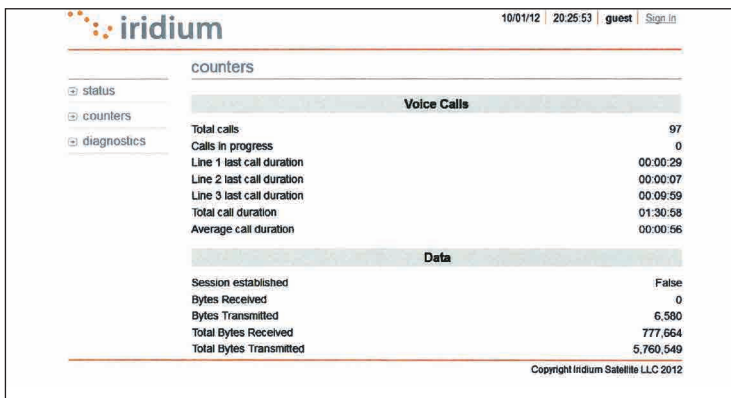 iridium
10/01/12 20:25:53 guest Sign In
counters
status
counters
diagnostics
Voice Calls
Total calls 97
Calls in progress 0
Line 1 last call duration 00:00:29
Line 2 last call duration 00:00:07
Line 3 last call duration 00:09:59
Total call duration 01:30:58
Average call duration 00:00:56
Data
Session established False
Bytes Received 0
Bytes Transmitted 6,580
Total Bytes Received 777,664
Total Bytes Transmitted 5,760,549
Copyright Iridium Satellite LLC 2012